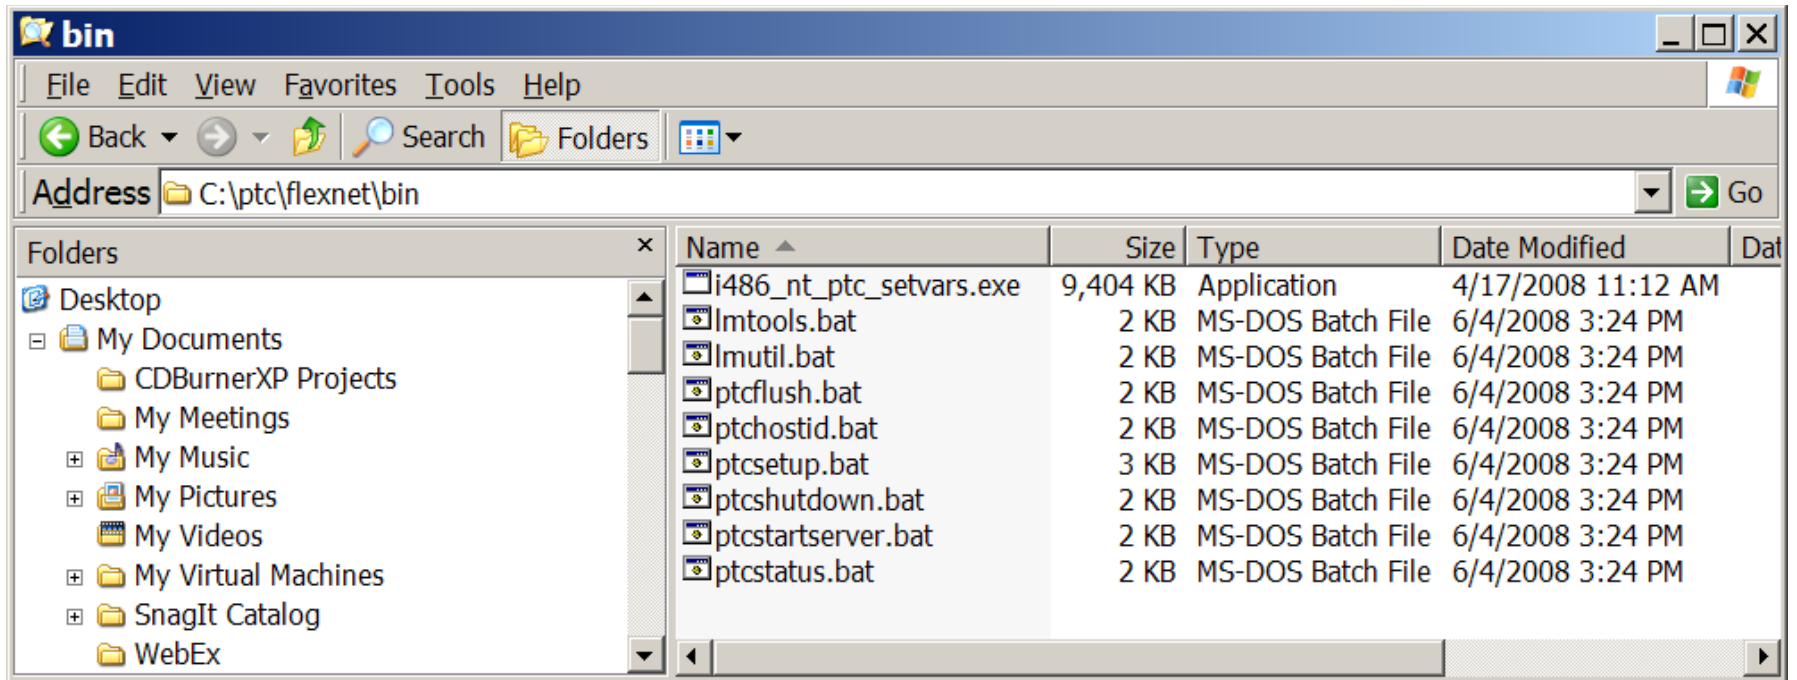 bin
File Edit View Favorites Tools Help
Back Search Folders
Address C:\ptc\flexnet\bin Go
Folders
Desktop
My Documents
CDBurnerXP Projects
My Meetings
My Music
My Pictures
My Videos
My Virtual Machines
SnagIt Catalog
WebEx
Name Size Type Date Modified Dat
i486_nt_ptc_setvars.exe 9,404 KB Application 4/17/2008 11:12 AM
lmtools.bat 2 KB MS-DOS Batch File 6/4/2008 3:24 PM
lmutil.bat 2 KB MS-DOS Batch File 6/4/2008 3:24 PM
ptcflush.bat 2 KB MS-DOS Batch File 6/4/2008 3:24 PM
ptchostid.bat 2 KB MS-DOS Batch File 6/4/2008 3:24 PM
ptcsetup.bat 3 KB MS-DOS Batch File 6/4/2008 3:24 PM
ptcshutdown.bat 2 KB MS-DOS Batch File 6/4/2008 3:24 PM
ptcstartserver.bat 2 KB MS-DOS Batch File 6/4/2008 3:24 PM
ptcstatus.bat 2 KB MS-DOS Batch File 6/4/2008 3:24 PM